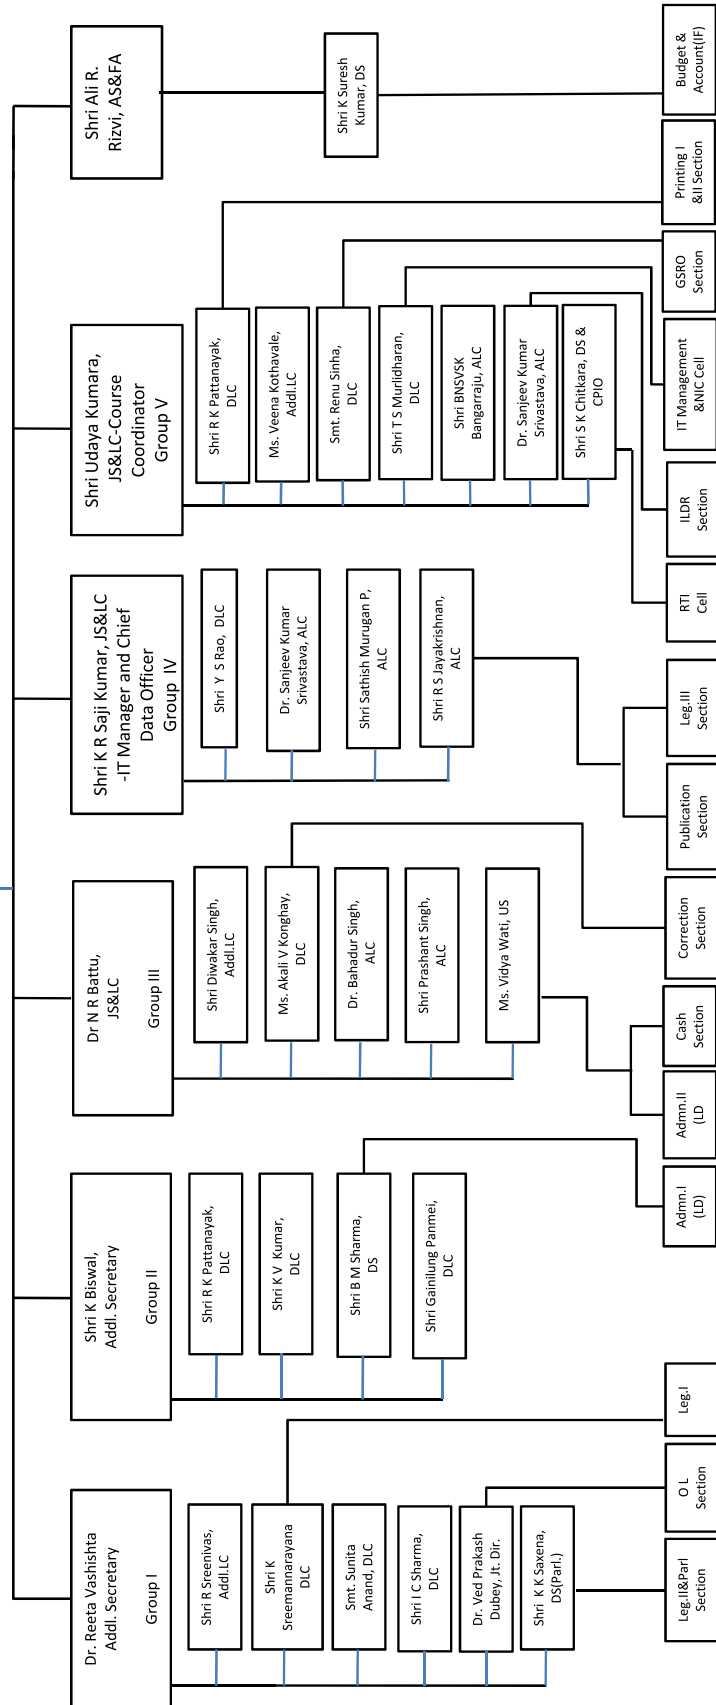 Dr. Reeta Vashishta
Addl. Secretary
Group I
Shri R Sreenivas,
Addl.LC
Shri K
Sreemannarayana
DLC
Smt. Sunita
Anand, DLC
Shri I C Sharma,
DLC
Dr. Ved Prakash
Dubey, Jt. Dir.
Shri K K Saxena,
DS(Parl.)
Leg.II&Parl
Section
O L
Section
Leg.I
Shri K Biswal,
Addl. Secretary
Group II
Shri R K Pattanayak,
DLC
Shri K V Kumar,
DLC
Shri B M Sharma,
DS
Shri Gainilung Panmei,
DLC
Admn.I
(LD)
Dr N R Battu,
JS&LC
Group III
Shri Diwakar Singh,
Addl.LC
Ms. Akali V Konghay,
DLC
Dr. Bahadur Singh,
ALC
Shri Prashant Singh,
ALC
Ms. Vidya Wati, US
Admn.II
(LD
Cash
Section
Correction
Section
Shri K R Saji Kumar, JS&LC
-IT Manager and Chief
Data Officer
Group IV
Shri Y S Rao, DLC
Dr. Sanjeev Kumar
Srivastava, ALC
Shri Sathish Murugan P,
ALC
Shri R S Jayakrishnan,
ALC
Publication
Section
Leg.III
Section
Shri Udaya Kumara,
JS&LC-Course
Coordinator
Group V
Shri R K Pattanayak,
DLC
Ms. Veena Kothavale,
Addl.LC
Smt. Renu Sinha,
DLC
Shri T S Murlidharan,
DLC
Shri BNSVSK
Bangarraju, ALC
Dr. Sanjeev Kumar
Srivastava, ALC
Shri S K Chitkara, DS &
CPIO
RTI
Cell
ILDR
Section
IT Management
&NIC Cell
GSRO
Section
Printing I
&II Section
Shri Ali R.
Rizvi, AS&FA
Shri K Suresh
Kumar, DS
Budget &
Account(IF)